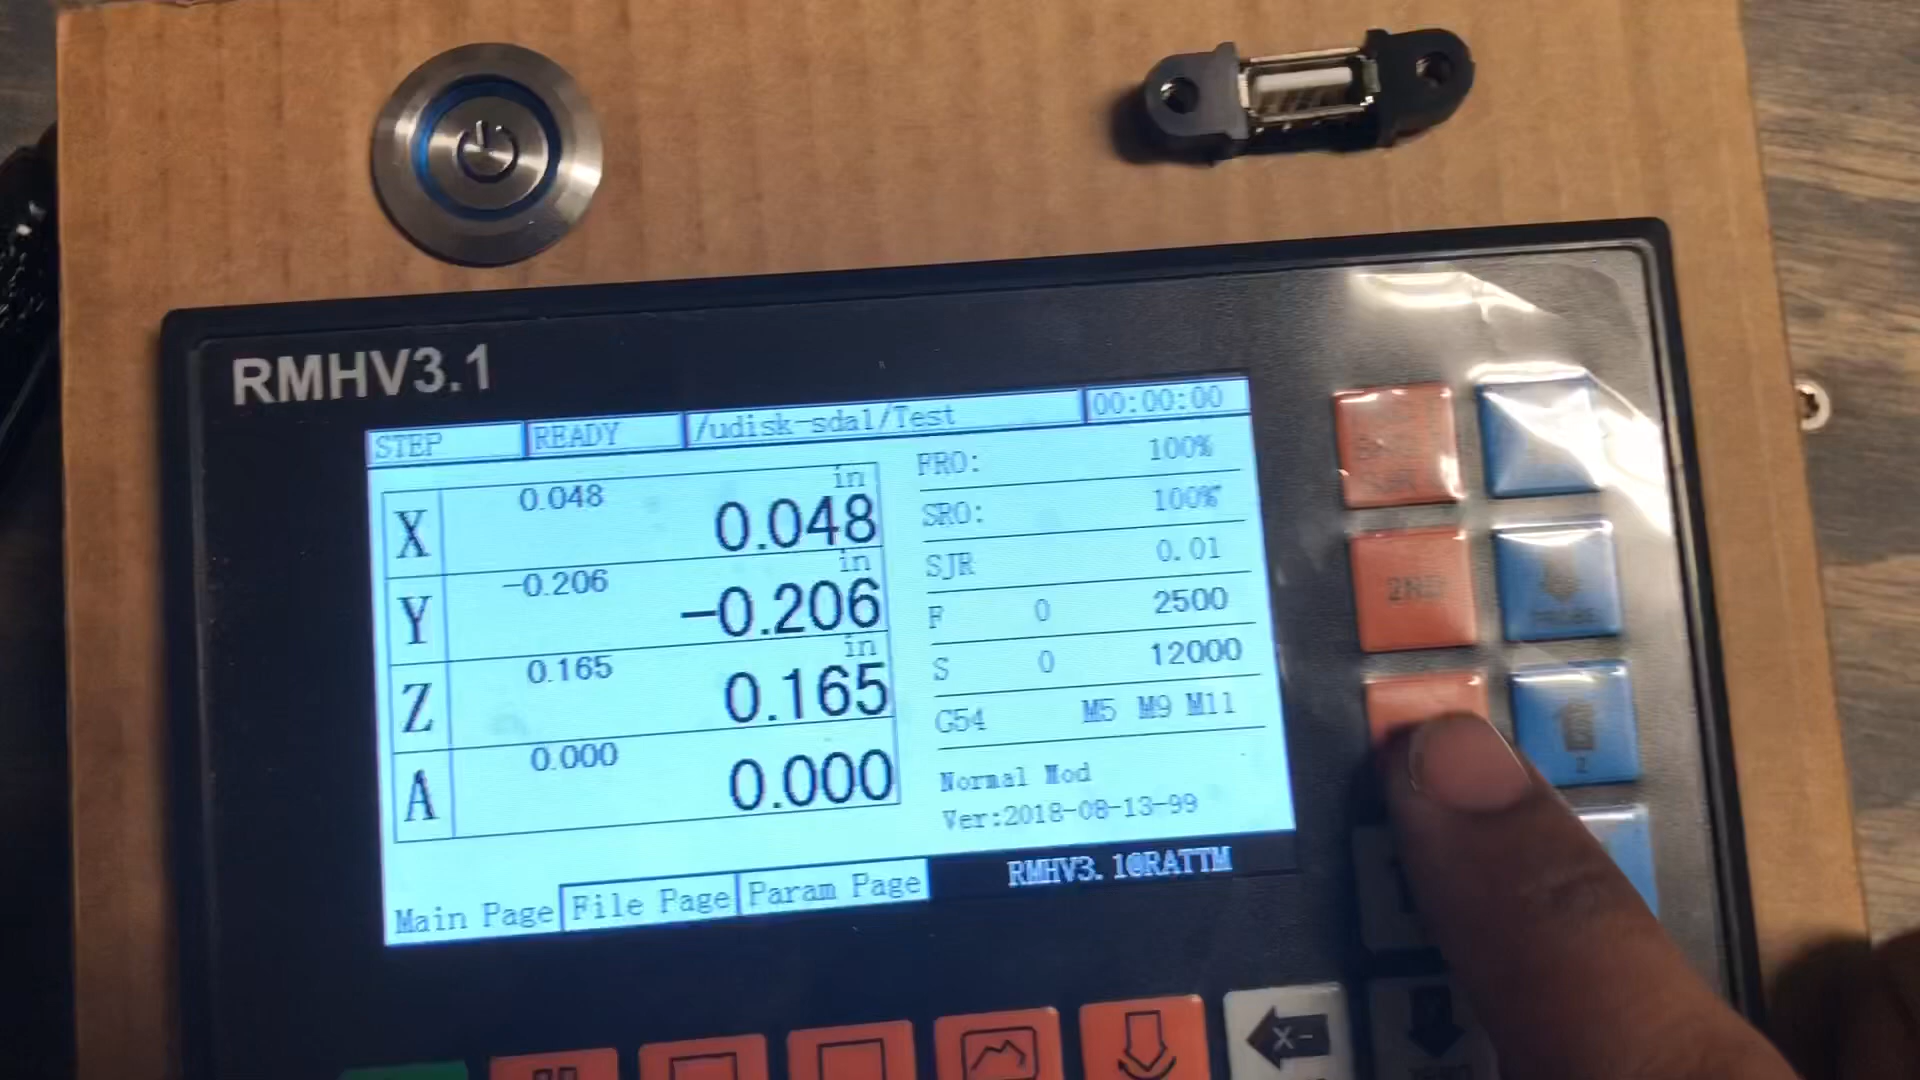 RMHV3.1
STEP READY /udisk-sda1/Test 00:00:00
X 0.048 in 0.048
Y -0.206 in -0.206
Z 0.165 in 0.165
A 0.000 0.000
FRO: 100%
SRO: 100%
SJR 0.01
F 0 2500
S 0 12000
G54 M5 M9 M11
Normal Mod
Ver:2018-08-13-99
Main Page File Page Param Page RMHV3.1@RATTM
2ND
Z
X-